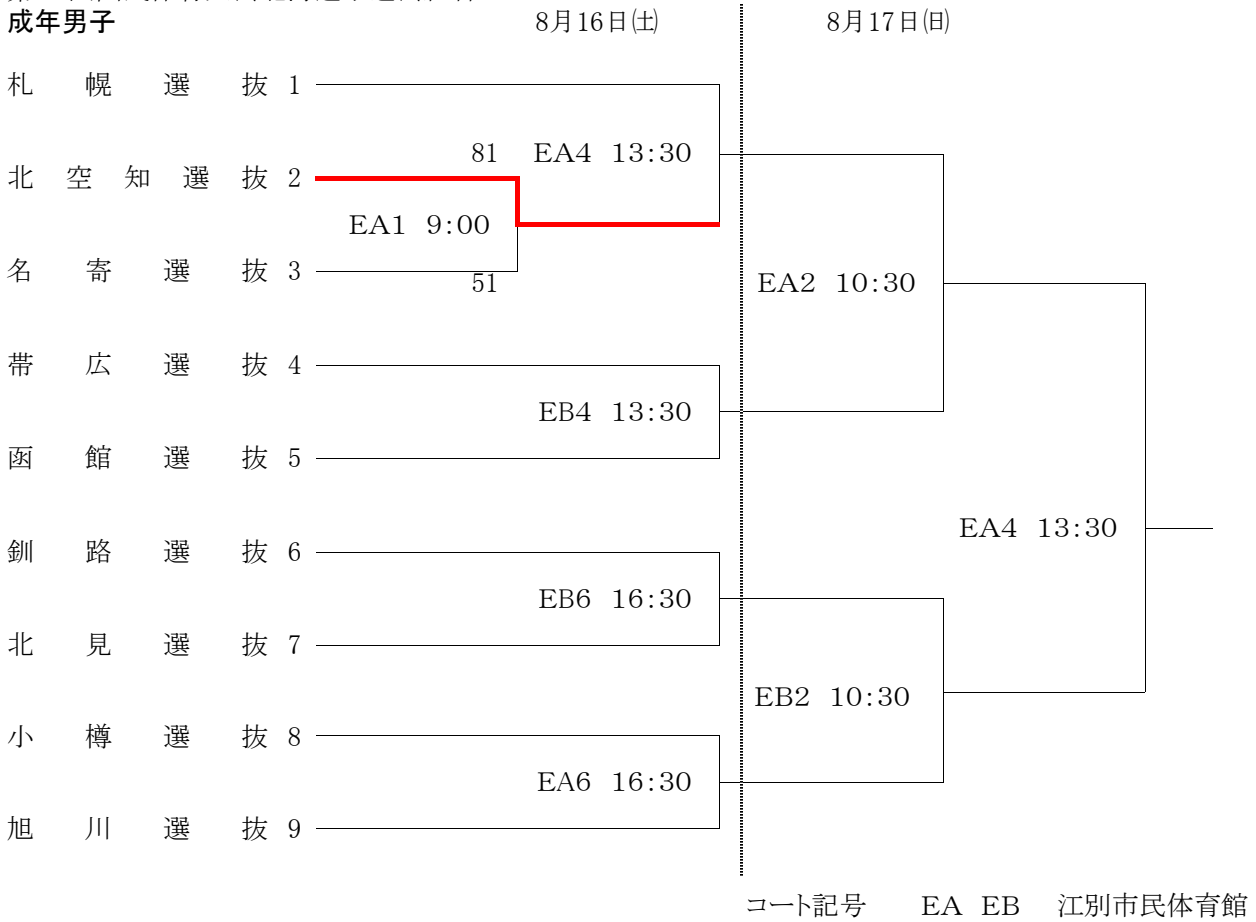 成年男子 8月16日㈯ 8月17日㈰
札幌選抜 1
81 EA4 13:30
北空知選抜 2
EA1 9:00
名寄選抜 3
51
EA2 10:30
帯広選抜 4
EB4 13:30
函館選抜 5
EA4 13:30
釧路選抜 6
EB6 16:30
北見選抜 7
EB2 10:30
小樽選抜 8
EA6 16:30
旭川選抜 9
コート記号 EA EB 江別市民体育館